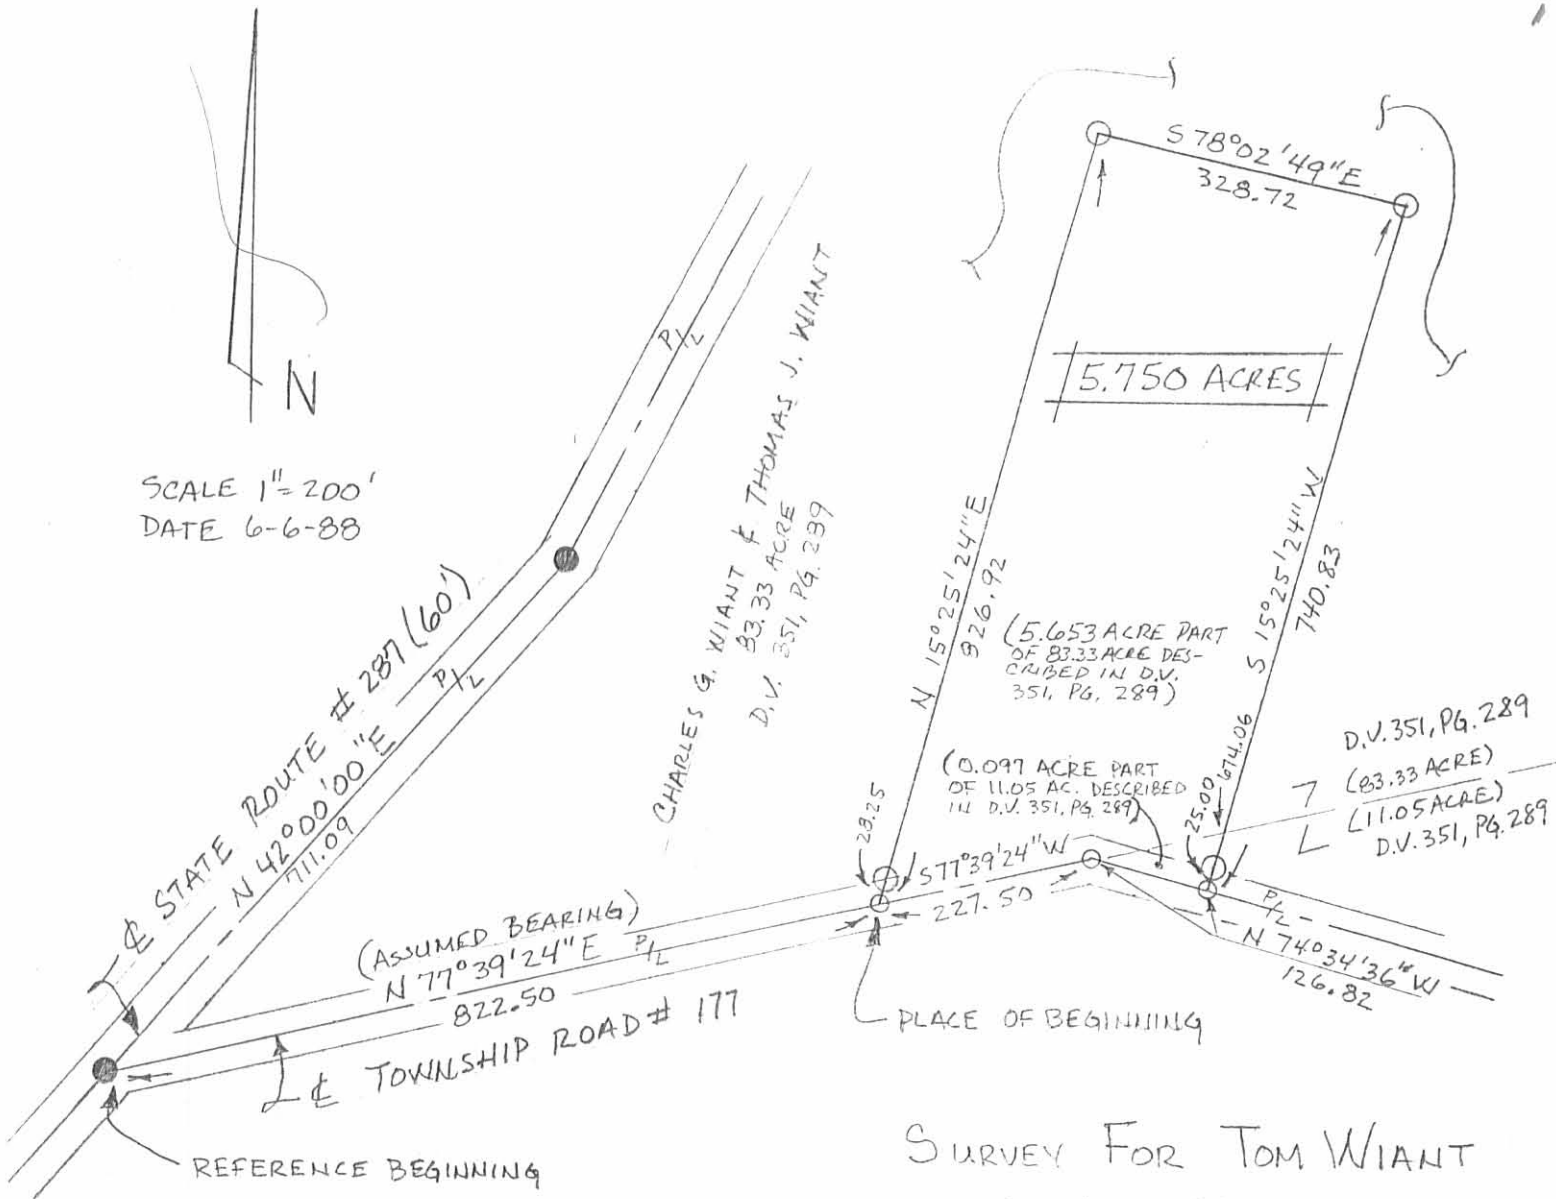 N
SCALE 1"=200'
DATE 6-6-88
S 78°02'49"E
328.72
5.750 ACRES
P/L
CHARLES G. WIANT & THOMAS J. WIANT
83.33 ACRE
D.V. 351, PG. 289
N 15°25'24"E
826.92
S 15°25'24"W
740.83
(5.653 ACRE PART
OF 83.33 ACRE DES-
CRIBED IN D.V.
351, PG. 289)
(0.097 ACRE PART
OF 11.05 AC. DESCRIBED
IN D.V. 351, PG. 289)
28.25
25.00
674.06
D.V. 351, PG. 289
(83.33 ACRE)
(11.05 ACRE)
D.V. 351, PG. 289
℄ STATE ROUTE # 287 (60')
N 42°00'00"E
P/L
711.09
(ASSUMED BEARING)
N 77°39'24"E P/L
822.50
℄ TOWNSHIP ROAD # 177
S 77°39'24"W
227.50
P/L
N 74°34'36"W
126.82
PLACE OF BEGINNING
REFERENCE BEGINNING
SURVEY FOR TOM WIANT